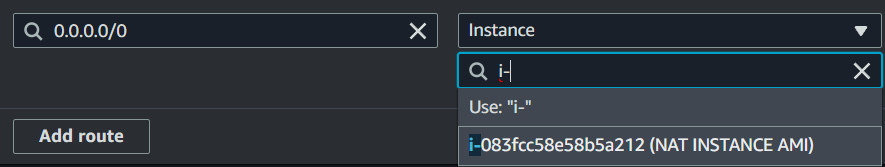 0.0.0.0/0
Instance
i-
Use: "i-"
Add route
i-083fcc58e58b5a212 (NAT INSTANCE AMI)